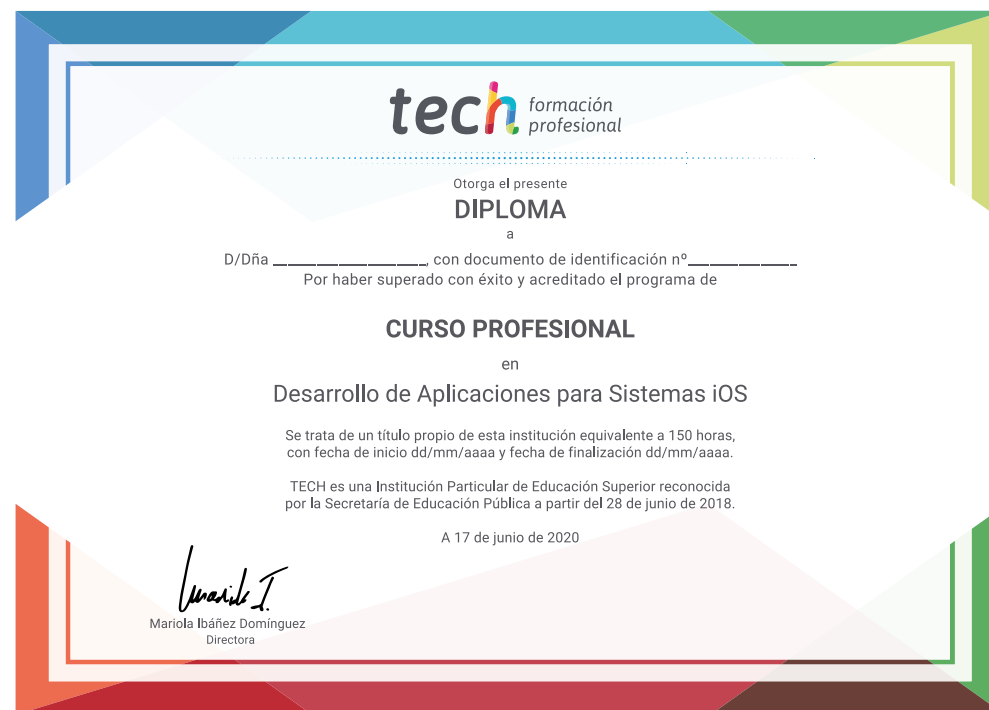 tech formación
profesional
Otorga el presente
DIPLOMA
a
D/Dña ____________________, con documento de identificación nº______________
Por haber superado con éxito y acreditado el programa de
CURSO PROFESIONAL
en
Desarrollo de Aplicaciones para Sistemas iOS
Se trata de un título propio de esta institución equivalente a 150 horas,
con fecha de inicio dd/mm/aaaa y fecha de finalización dd/mm/aaaa.
TECH es una Institución Particular de Educación Superior reconocida
por la Secretaría de Educación Pública a partir del 28 de junio de 2018.
A 17 de junio de 2020
Mariola Ibáñez Domínguez
Directora